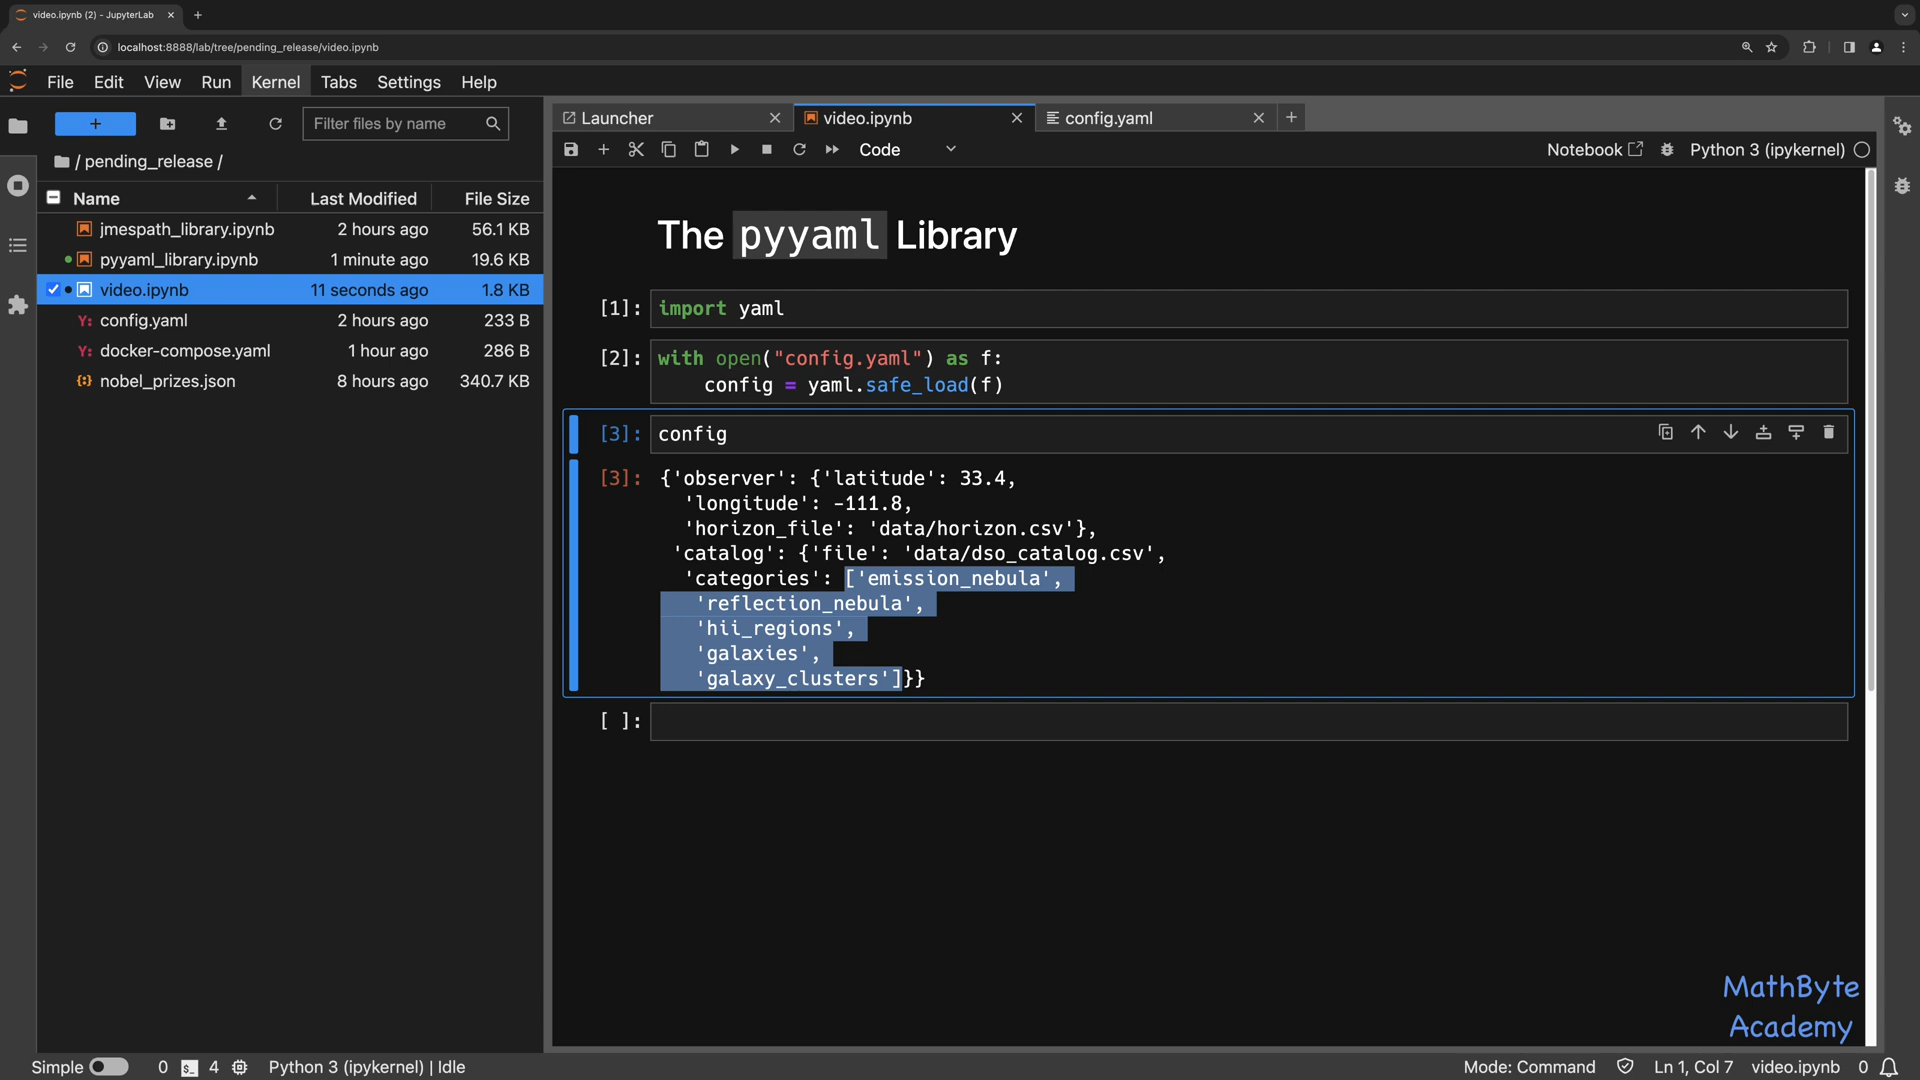 video.ipynb (2) - JupyterLab
localhost:8888/lab/tree/pending_release/video.ipynb
File Edit View Run Kernel Tabs Settings Help
Filter files by name
/ pending_release /
Name Last Modified File Size
jmespath_library.ipynb 2 hours ago 56.1 KB
pyyaml_library.ipynb 1 minute ago 19.6 KB
video.ipynb 11 seconds ago 1.8 KB
config.yaml 2 hours ago 233 B
docker-compose.yaml 1 hour ago 286 B
nobel_prizes.json 8 hours ago 340.7 KB
Launcher video.ipynb config.yaml
Code Notebook Python 3 (ipykernel)
The pyyaml Library
[1]: import yaml
[2]: with open("config.yaml") as f:
config = yaml.safe_load(f)
[3]: config
[3]: {'observer': {'latitude': 33.4,
'longitude': -111.8,
'horizon_file': 'data/horizon.csv'},
'catalog': {'file': 'data/dso_catalog.csv',
'categories': ['emission_nebula',
'reflection_nebula',
'hii_regions',
'galaxies',
'galaxy_clusters']}}
[ ]:
MathByte
Academy
Simple 0 $_ 4 Python 3 (ipykernel) | Idle Mode: Command Ln 1, Col 7 video.ipynb 0